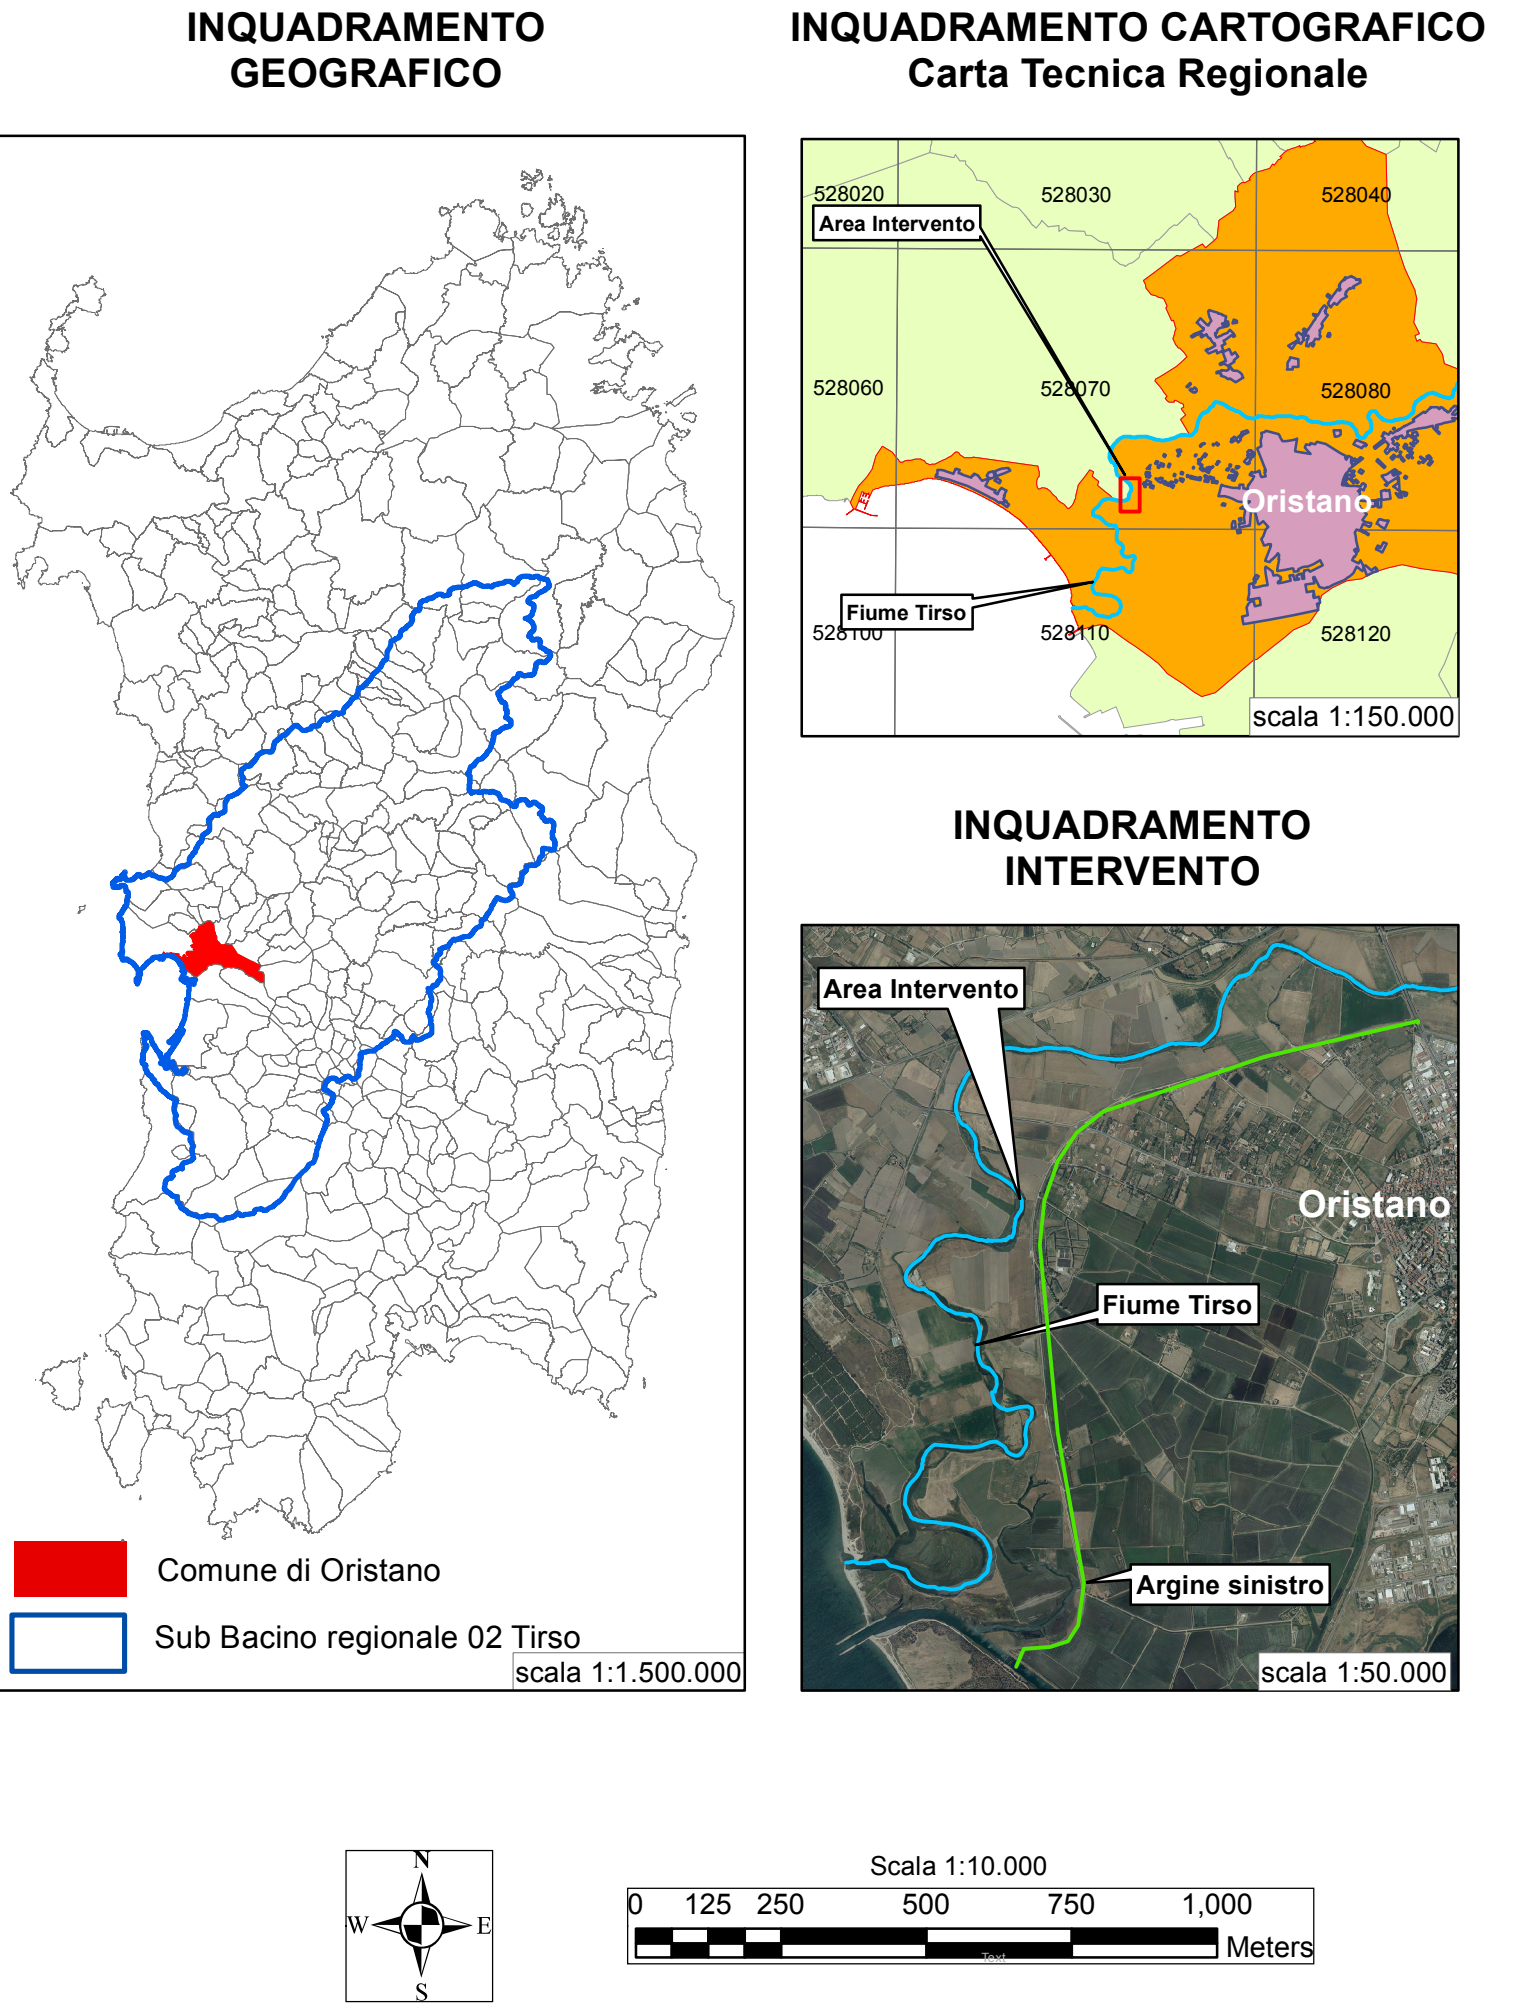 INQUADRAMENTO
GEOGRAFICO
Comune di Oristano
Sub Bacino regionale 02 Tirso
scala 1:1.500.000
INQUADRAMENTO CARTOGRAFICO
Carta Tecnica Regionale
528020
528030
528040
Area Intervento
528060
528070
528080
Oristano
Fiume Tirso
528100
528110
528120
scala 1:150.000
INQUADRAMENTO
INTERVENTO
Area Intervento
Oristano
Fiume Tirso
Argine sinistro
scala 1:50.000
N
W
E
S
Scala 1:10.000
0 125 250 500 750 1,000
Meters
Text